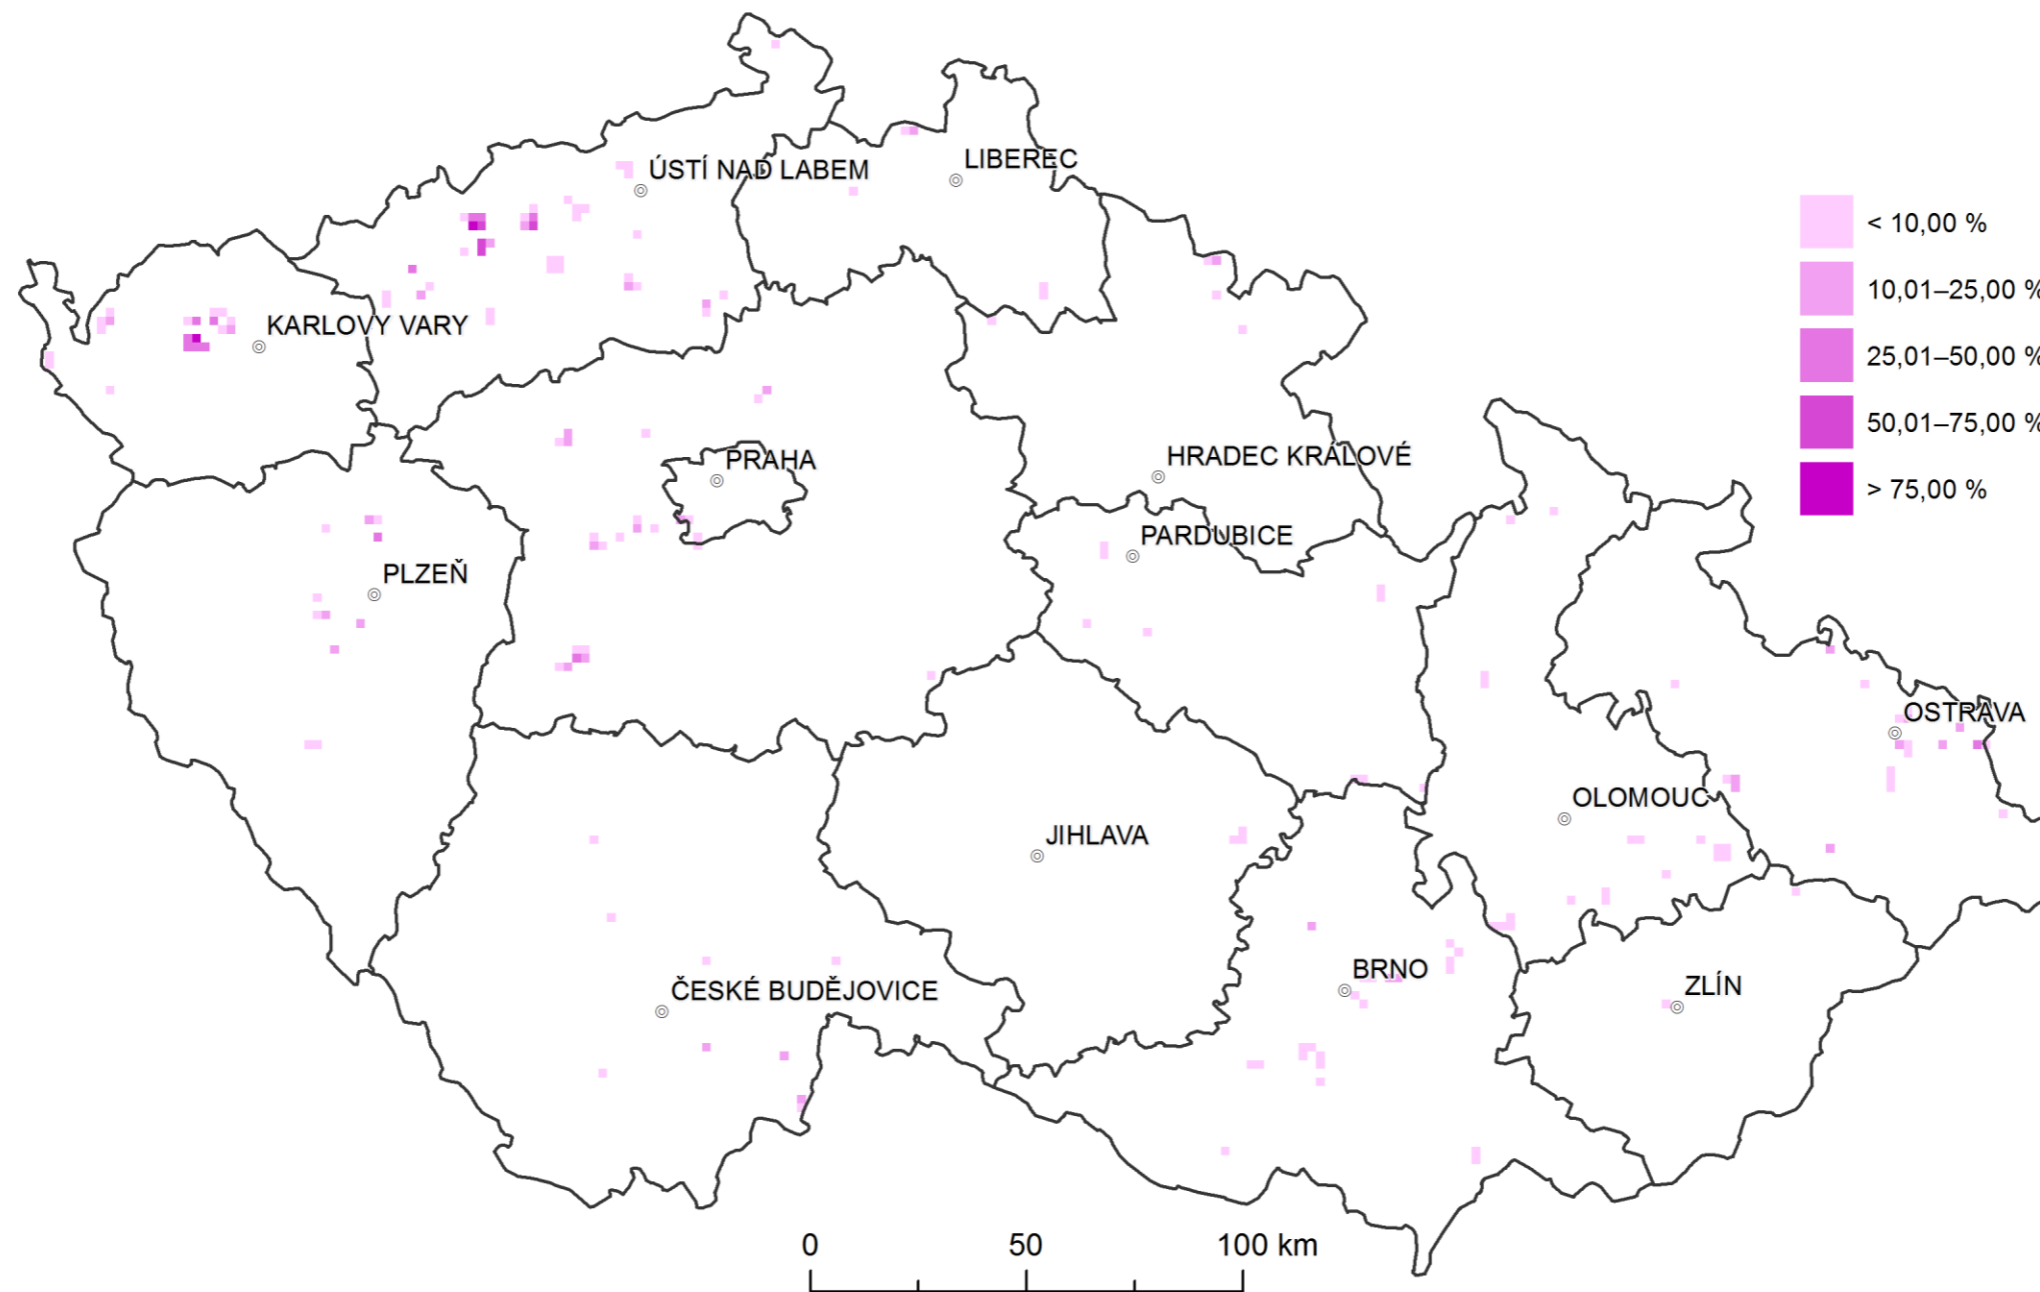 ÚSTÍ NAD LABEM
LIBEREC
< 10,00 %
10,01–25,00 %
KARLOVY VARY
25,01–50,00 %
50,01–75,00 %
PRAHA
HRADEC KRÁLOVÉ
> 75,00 %
PARDUBICE
PLZEŇ
OSTRAVA
OLOMOUC
JIHLAVA
BRNO
ČESKÉ BUDĚJOVICE
ZLÍN
0 50 100 km